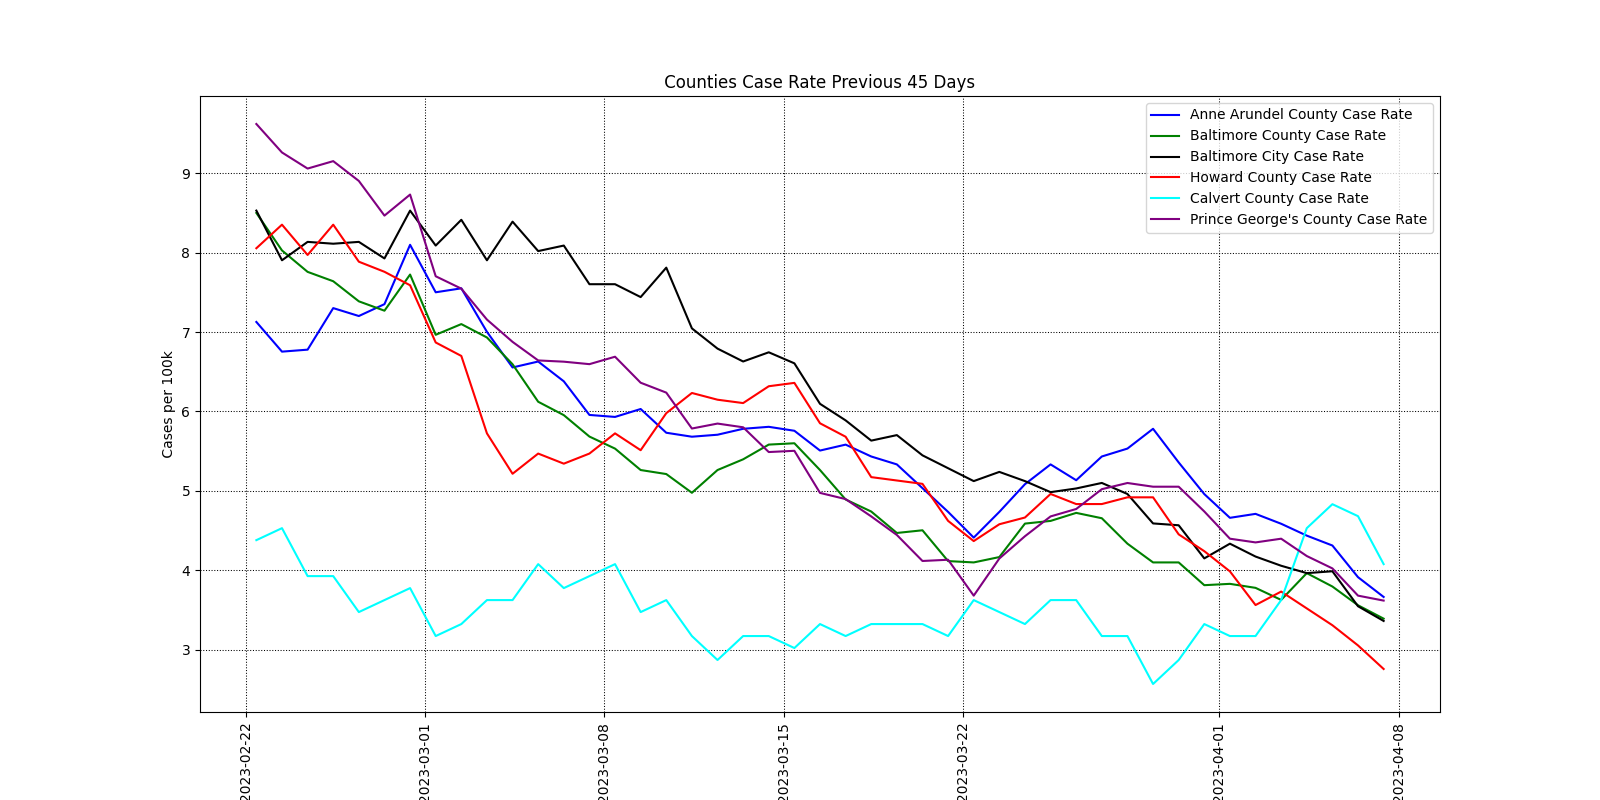 Counties Case Rate Previous 45 Days
Anne Arundel County Case Rate
Baltimore County Case Rate
Baltimore City Case Rate
Howard County Case Rate
Calvert County Case Rate
Prince George's County Case Rate
Cases per 100k
9
8
7
6
5
4
3
2023-02-22
2023-03-01
2023-03-08
2023-03-15
2023-03-22
2023-04-01
2023-04-08